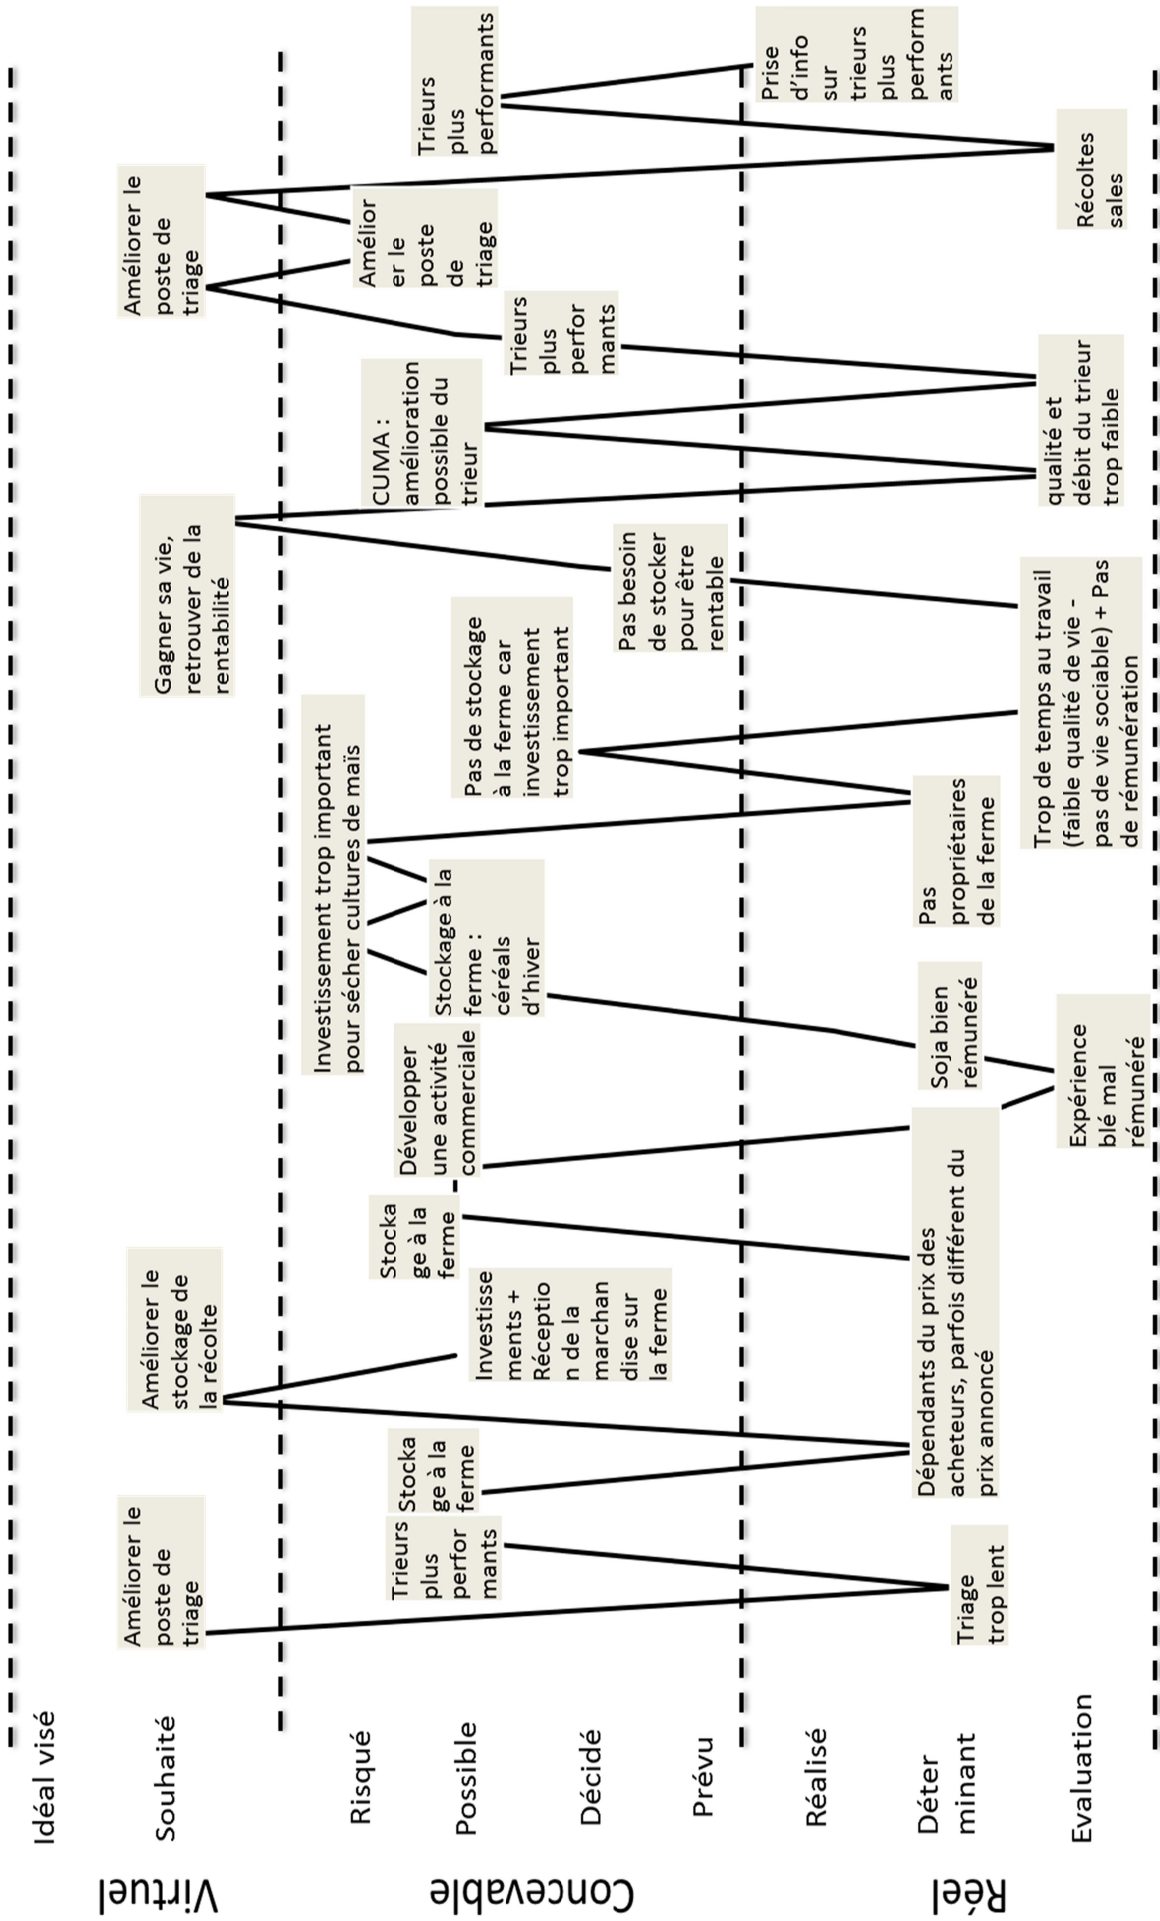 Virtuel
Idéal visé
Souhaité
Concevable
Risqué
Possible
Décidé
Prévu
Réel
Réalisé
Déter
minant
Evaluation
Améliorer le
poste de
triage
Triage
trop lent
Trieurs
plus
perfor
mants
Stocka
ge à la
ferme
Dépendants du prix des
acheteurs, parfois différent du
prix annoncé
Améliorer le
stockage de
la récolte
Investisse
ments +
Réceptio
n de la
marchan
dise sur
la ferme
Stocka
ge à la
ferme
Développer
une activité
commerciale
Expérience
blé mal
rémunéré
Soja bien
rémunéré
Stockage à la
ferme :
céréals
d’hiver
Investissement trop important
pour sécher cultures de maïs
Pas
propriétaires
de la ferme
Pas de stockage
à la ferme car
investissement
trop important
Trop de temps au travail
(faible qualité de vie -
pas de vie sociable) + Pas
de rémunération
Pas besoin
de stocker
pour être
rentable
Gagner sa vie,
retrouver de la
rentabilité
qualité et
débit du trieur
trop faible
CUMA :
amélioration
possible du
trieur
Trieurs
plus
perfor
mants
Améliorer le
poste de
triage
Amélior
er le
poste
de
triage
Récoltes
sales
Trieurs
plus
performants
Prise
d’info
sur
trieurs
plus
perform
ants